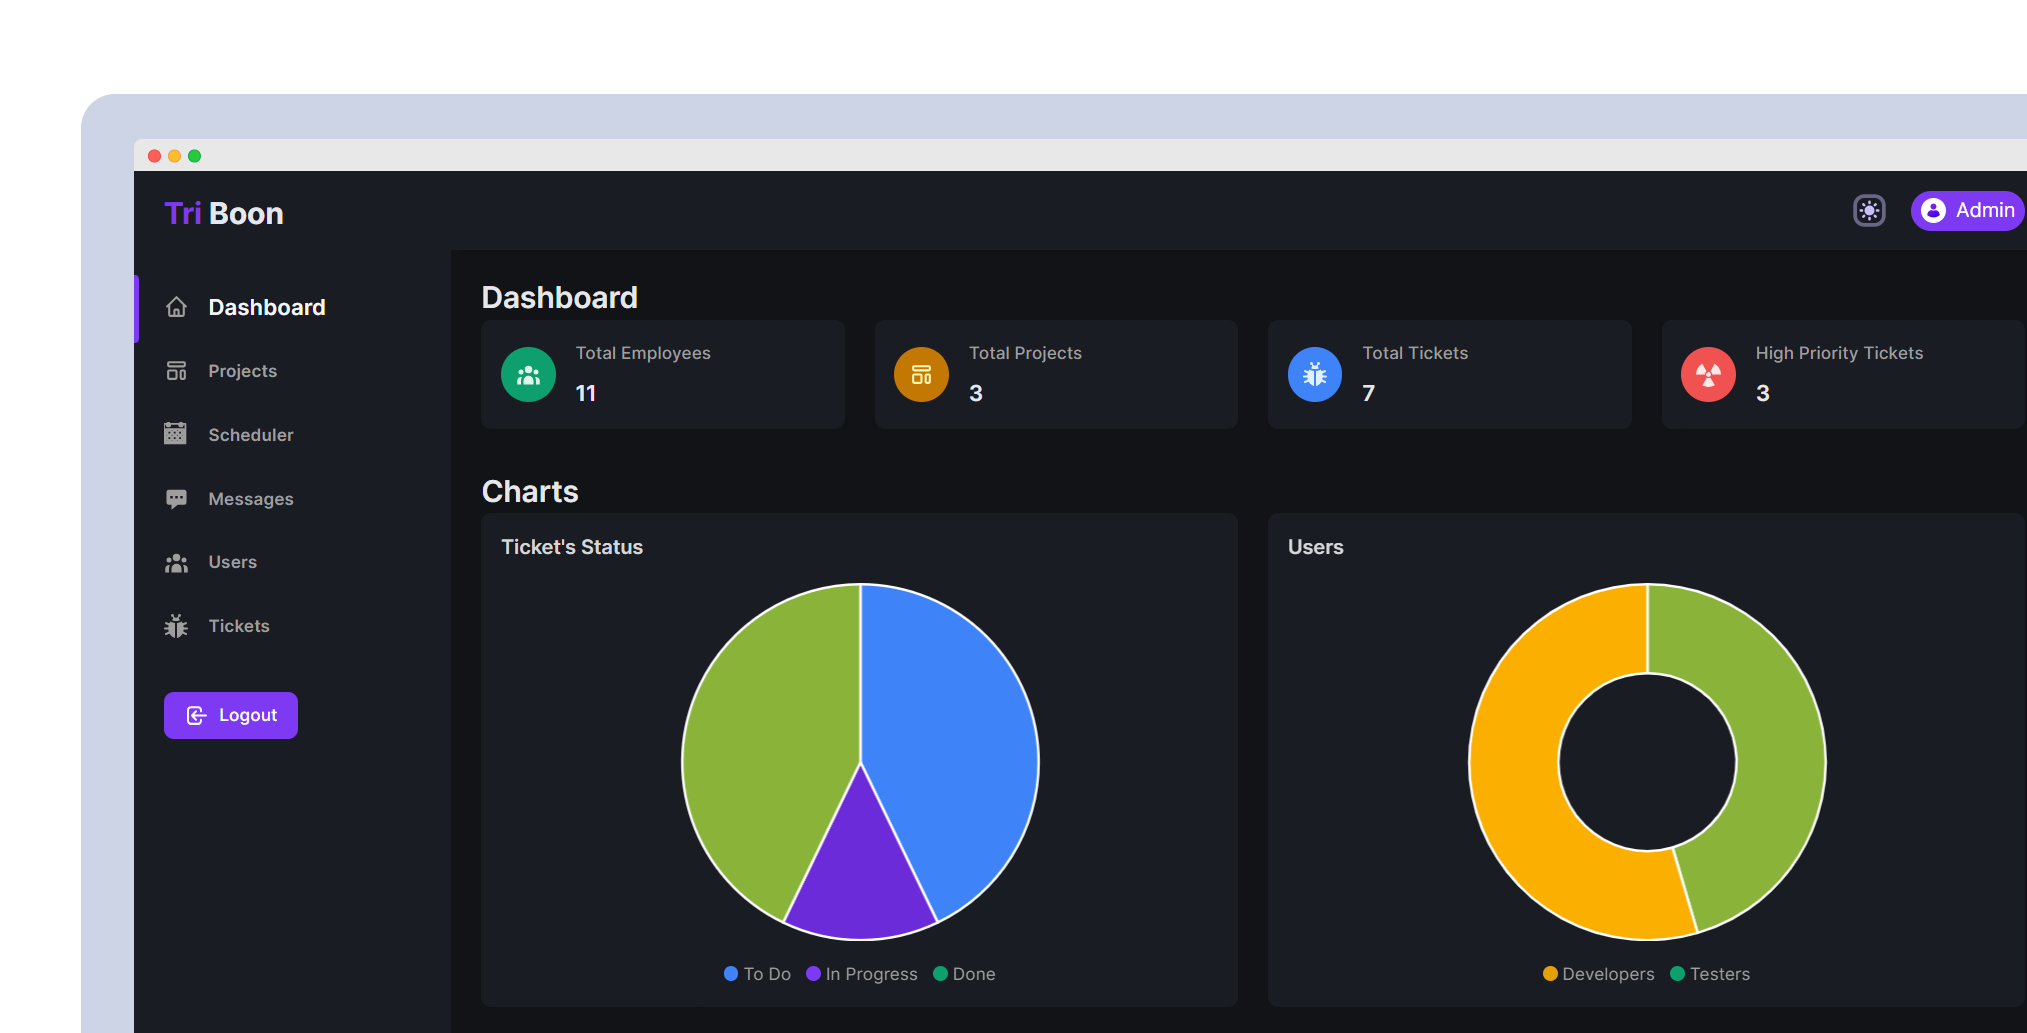 Tri Boon
Admin
Dashboard
Projects
Scheduler
Messages
Users
Tickets
Logout
Dashboard
Total Employees
11
Total Projects
3
Total Tickets
7
High Priority Tickets
3
Charts
Ticket's Status
To Do In Progress Done
Users
Developers Testers